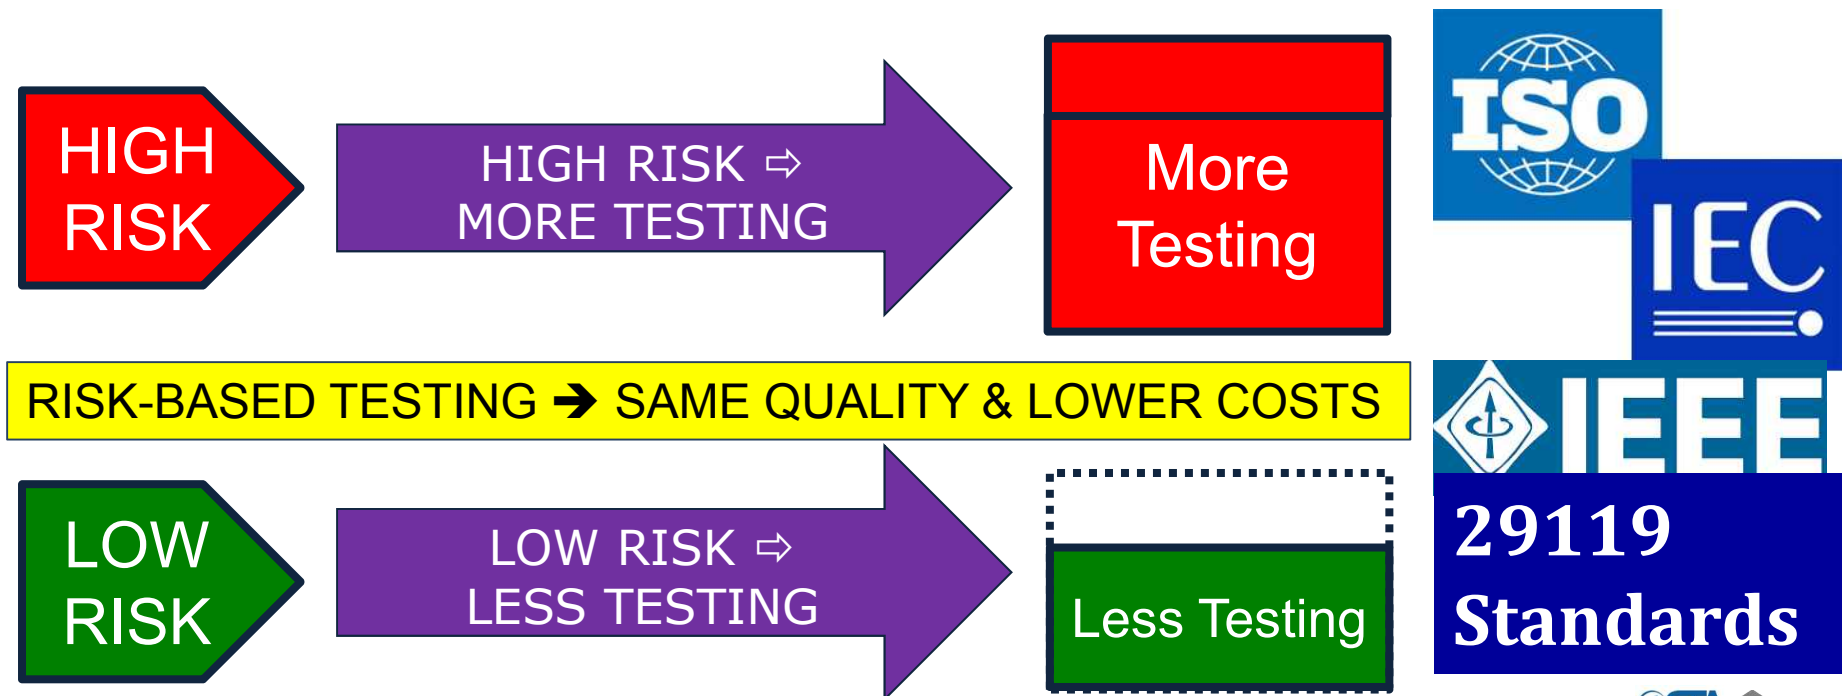 HIGH
RISK
HIGH RISK ⇨
MORE TESTING
More
Testing
ISO
IEC
RISK-BASED TESTING ➔ SAME QUALITY & LOWER COSTS
IEEE
LOW
RISK
LOW RISK ⇨
LESS TESTING
Less Testing
29119
Standards